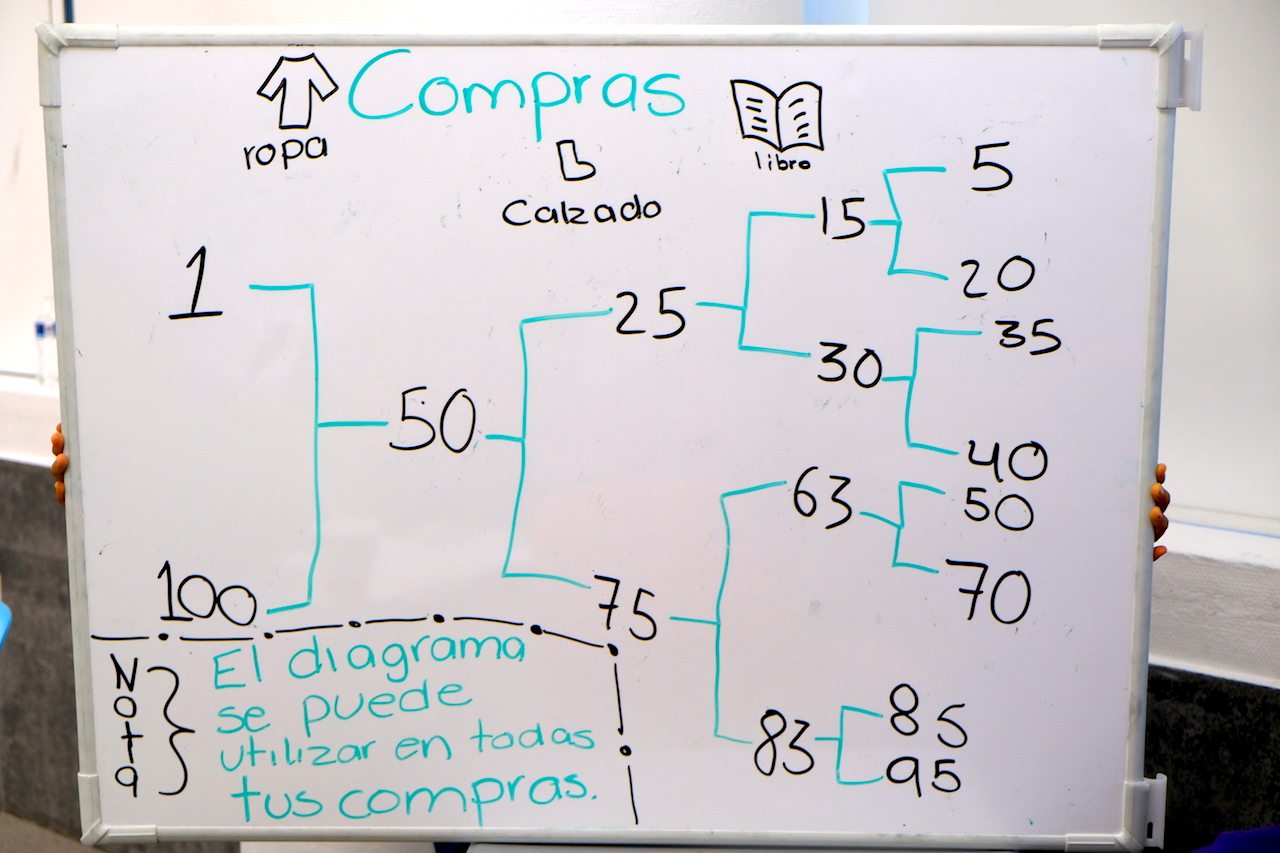 Compras
ropa
libro
Calzado
1
100
50
25
75
15
30
63
83
5
20
35
40
50
70
85
95
Nota
El diagrama
se puede
utilizar en todas
tus compras.